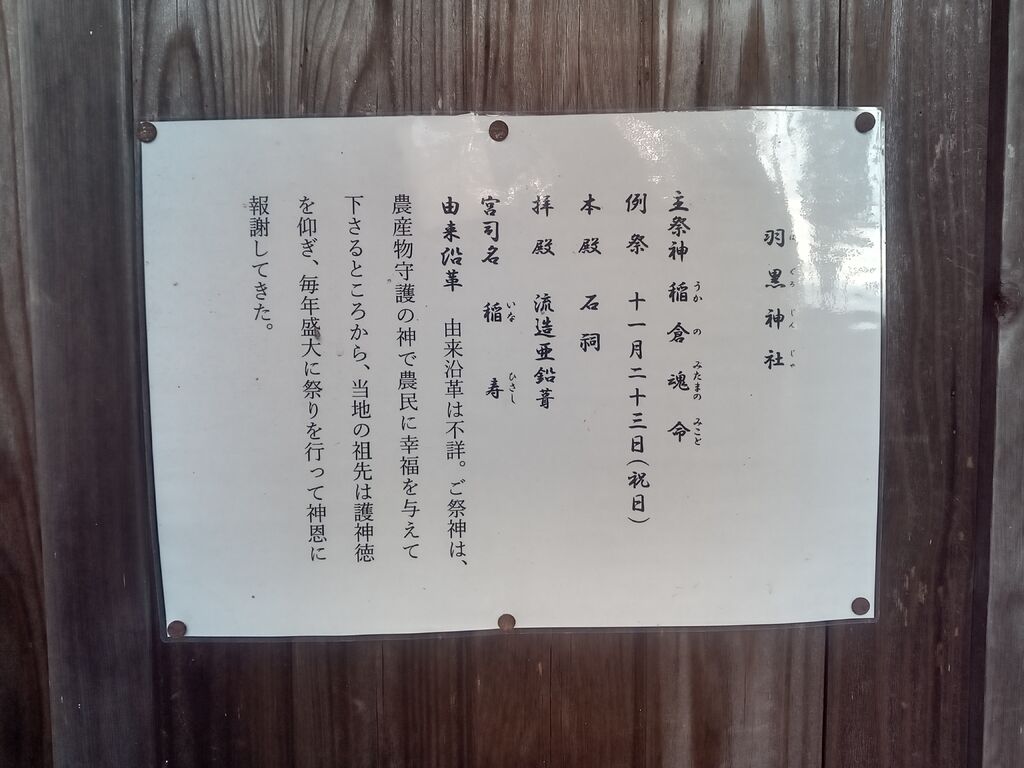 羽黒神社
主祭神 稲倉魂命
例祭 十一月二十三日(祝日)
本殿 石祠
拝殿 流造亜鉛葺
宮司名 稲 寿
由来沿革 由来沿革は不詳。ご祭神は、
農産物守護の神で農民に幸福を与えて
下さるところから、当地の祖先は護神徳
を仰ぎ、毎年盛大に祭りを行って神恩に
報謝してきた。